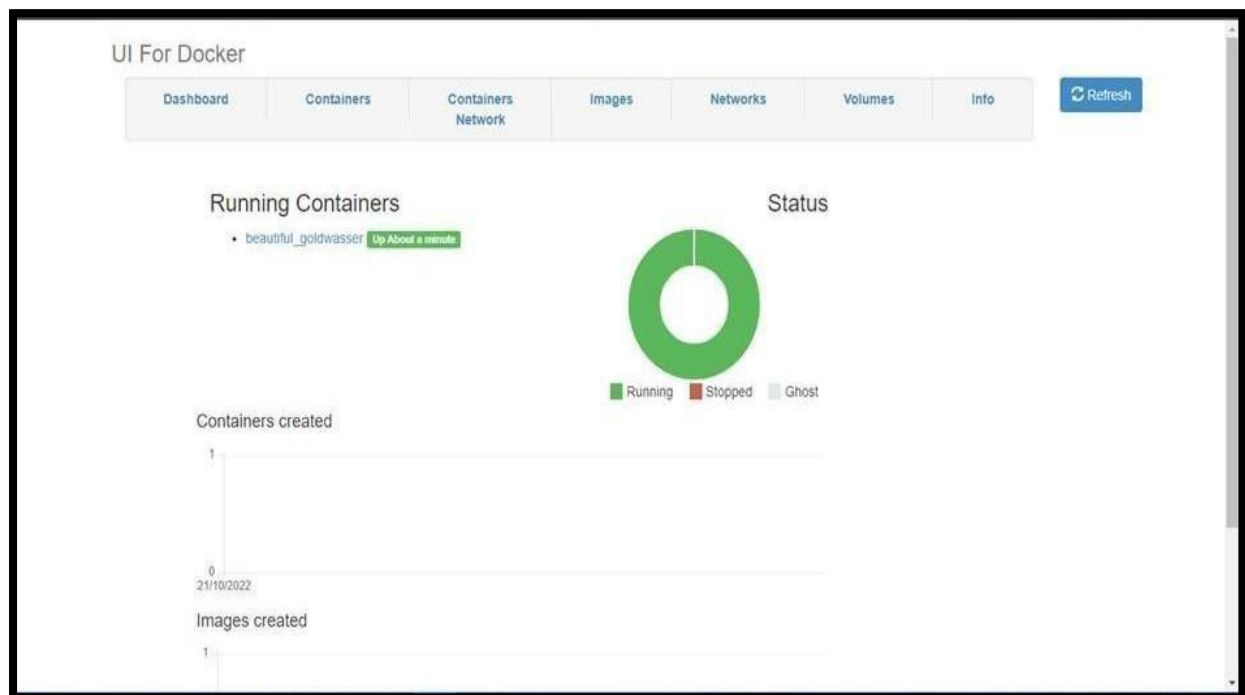 UI For Docker
Dashboard
Containers
Containers
Network
Images
Networks
Volumes
Info
Refresh
Running Containers
beautiful_goldwasser Up About a minute
Status
Running
Stopped
Ghost
Containers created
1
0
21/10/2022
Images created
1